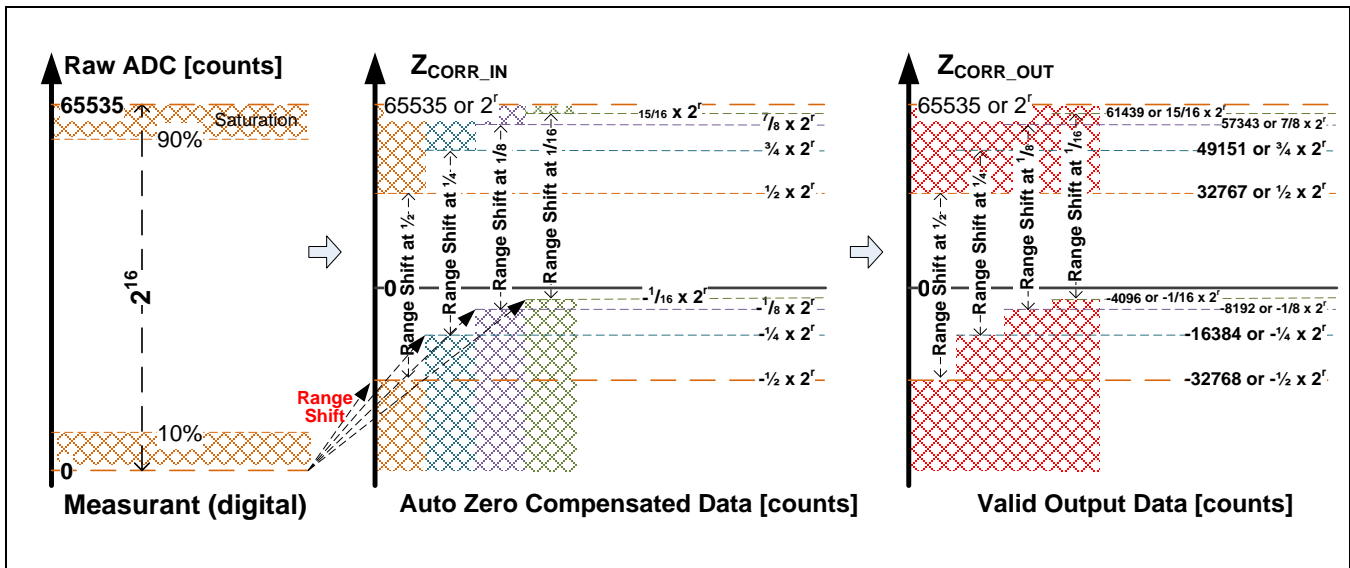 Raw ADC [counts]
65535
Saturation
90%
2^16
10%
0
Measurant (digital)
Range
Shift
Z_CORR_IN
65535 or 2^r
15/16 x 2^r
7/8 x 2^r
¾ x 2^r
½ x 2^r
0
-1/16 x 2^r
-1/8 x 2^r
-¼ x 2^r
-½ x 2^r
Range Shift at ½
Range Shift at ¼
Range Shift at 1/8
Range Shift at 1/16
Auto Zero Compensated Data [counts]
Z_CORR_OUT
65535 or 2^r
61439 or 15/16 x 2^r
57343 or 7/8 x 2^r
49151 or ¾ x 2^r
32767 or ½ x 2^r
0
-4096 or -1/16 x 2^r
-8192 or -1/8 x 2^r
-16384 or -¼ x 2^r
-32768 or -½ x 2^r
Range Shift at ½
Range Shift at ¼
Range Shift at 1/8
Range Shift at 1/16
Valid Output Data [counts]